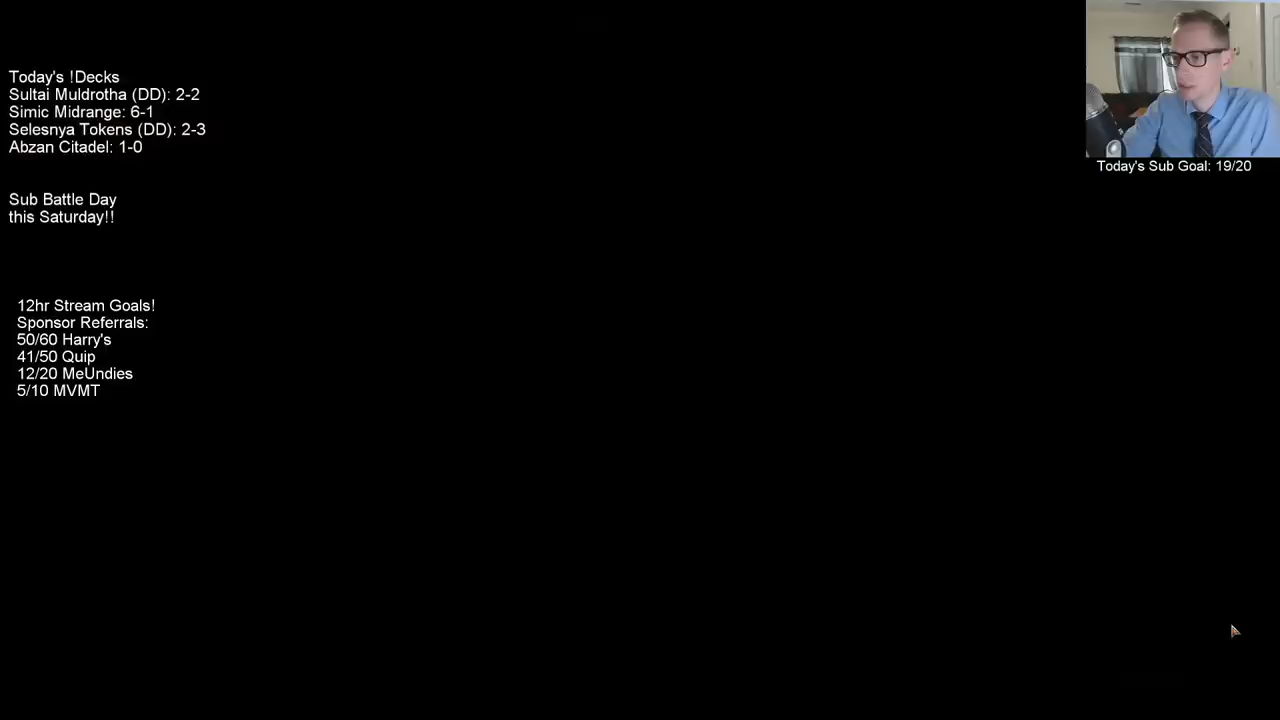 Today's !Decks
Sultai Muldrotha (DD): 2-2
Simic Midrange: 6-1
Selesnya Tokens (DD): 2-3
Abzan Citadel: 1-0
Sub Battle Day
this Saturday!!
12hr Stream Goals!
Sponsor Referrals:
50/60 Harry's
41/50 Quip
12/20 MeUndies
5/10 MVMT
Today's Sub Goal: 19/20